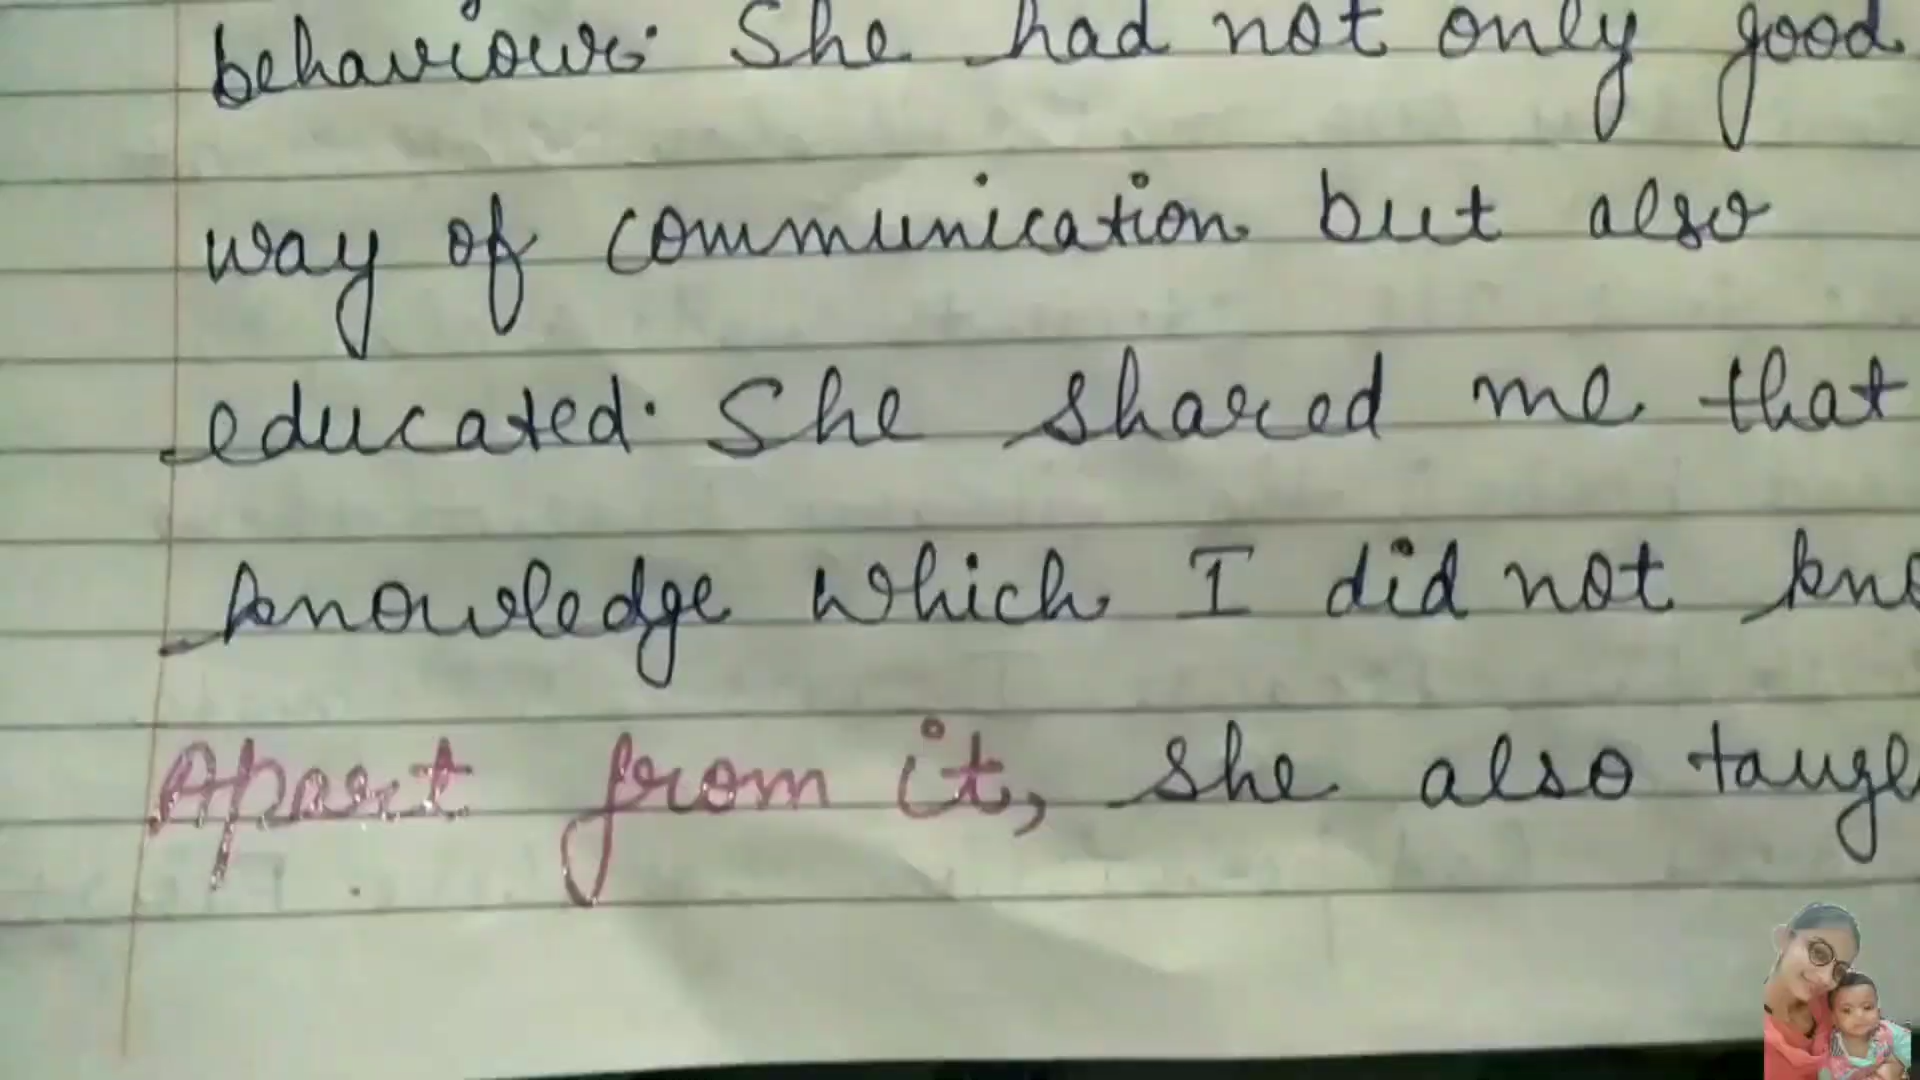 behaviour. She had not only good
way of communication but also
educated. She shared me that
knowledge which I did not
Apart from it, she also